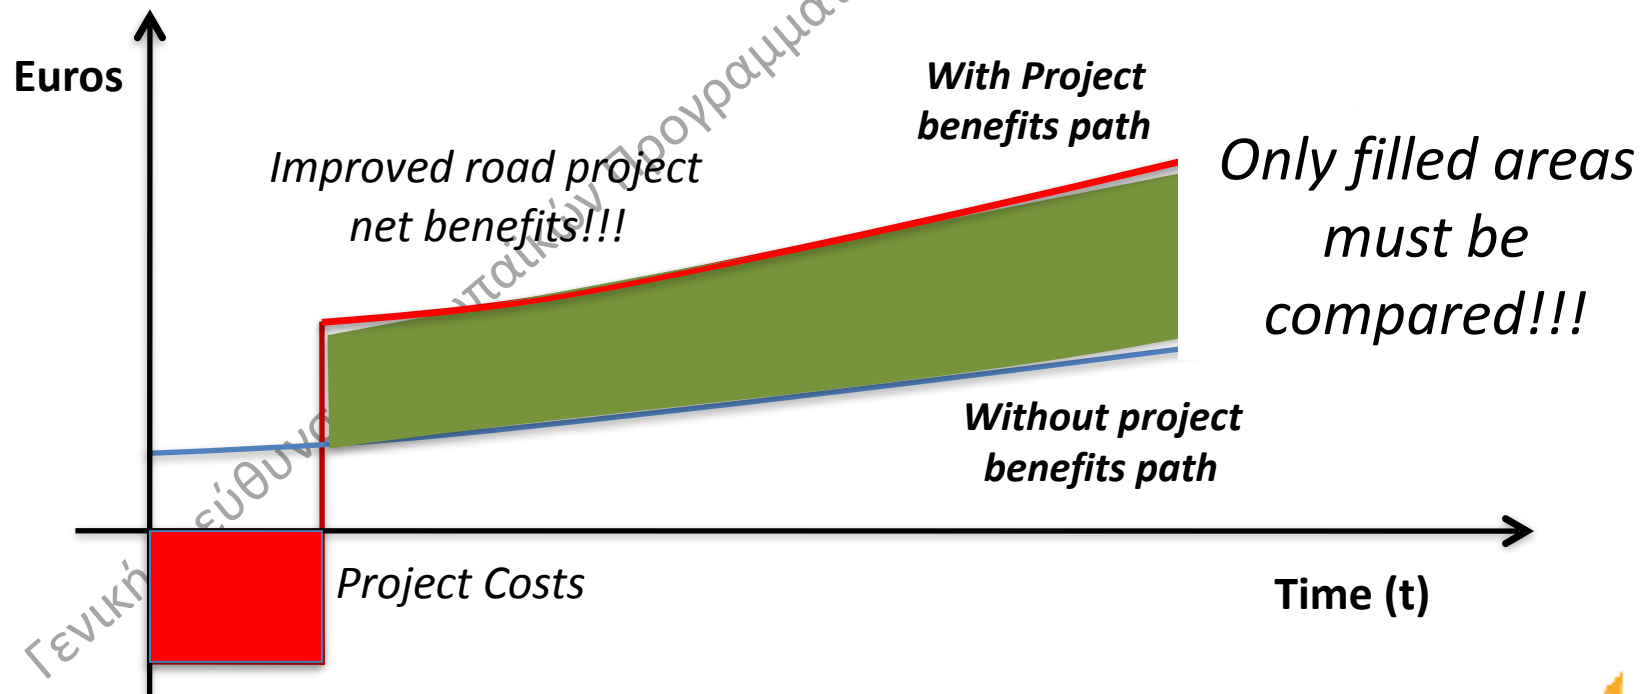 Euros
With Project
benefits path
Improved road project
net benefits!!!
Only filled areas
must be
compared!!!
Without project
benefits path
Project Costs
Time (t)
Γενική